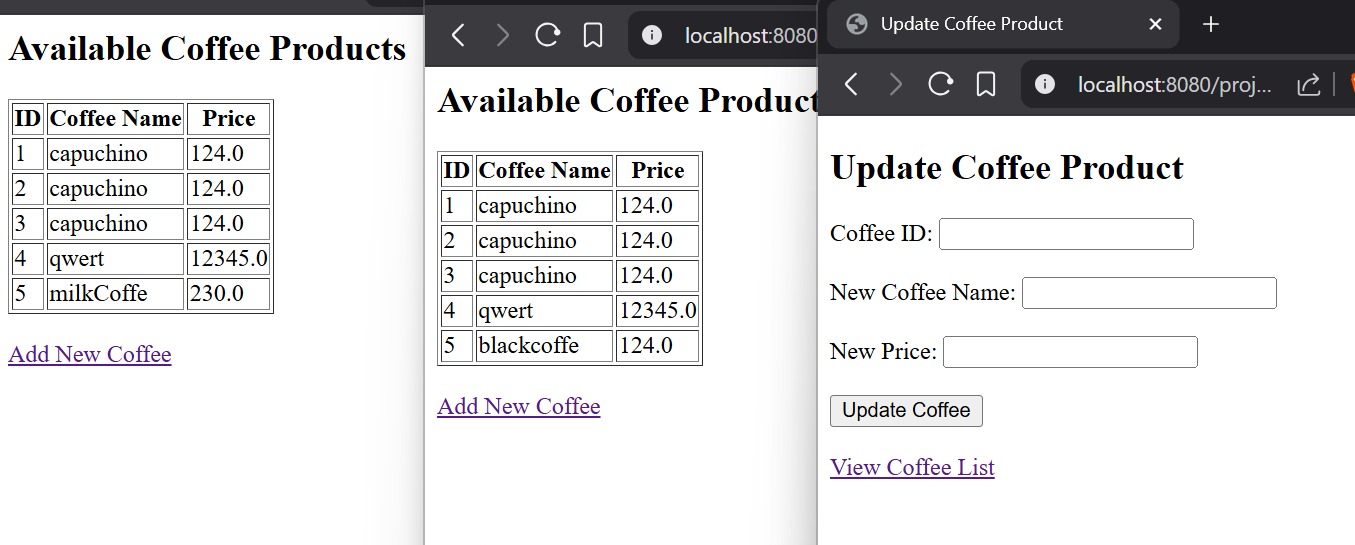 Available Coffee Products
ID Coffee Name Price
1 capuchino 124.0
2 capuchino 124.0
3 capuchino 124.0
4 qwert 12345.0
5 milkCoffe 230.0
Add New Coffee
localhost:8080
Available Coffee Product
ID Coffee Name Price
1 capuchino 124.0
2 capuchino 124.0
3 capuchino 124.0
4 qwert 12345.0
5 blackcoffe 124.0
Add New Coffee
Update Coffee Product
localhost:8080/proj...
Update Coffee Product
Coffee ID:
New Coffee Name:
New Price:
Update Coffee
View Coffee List